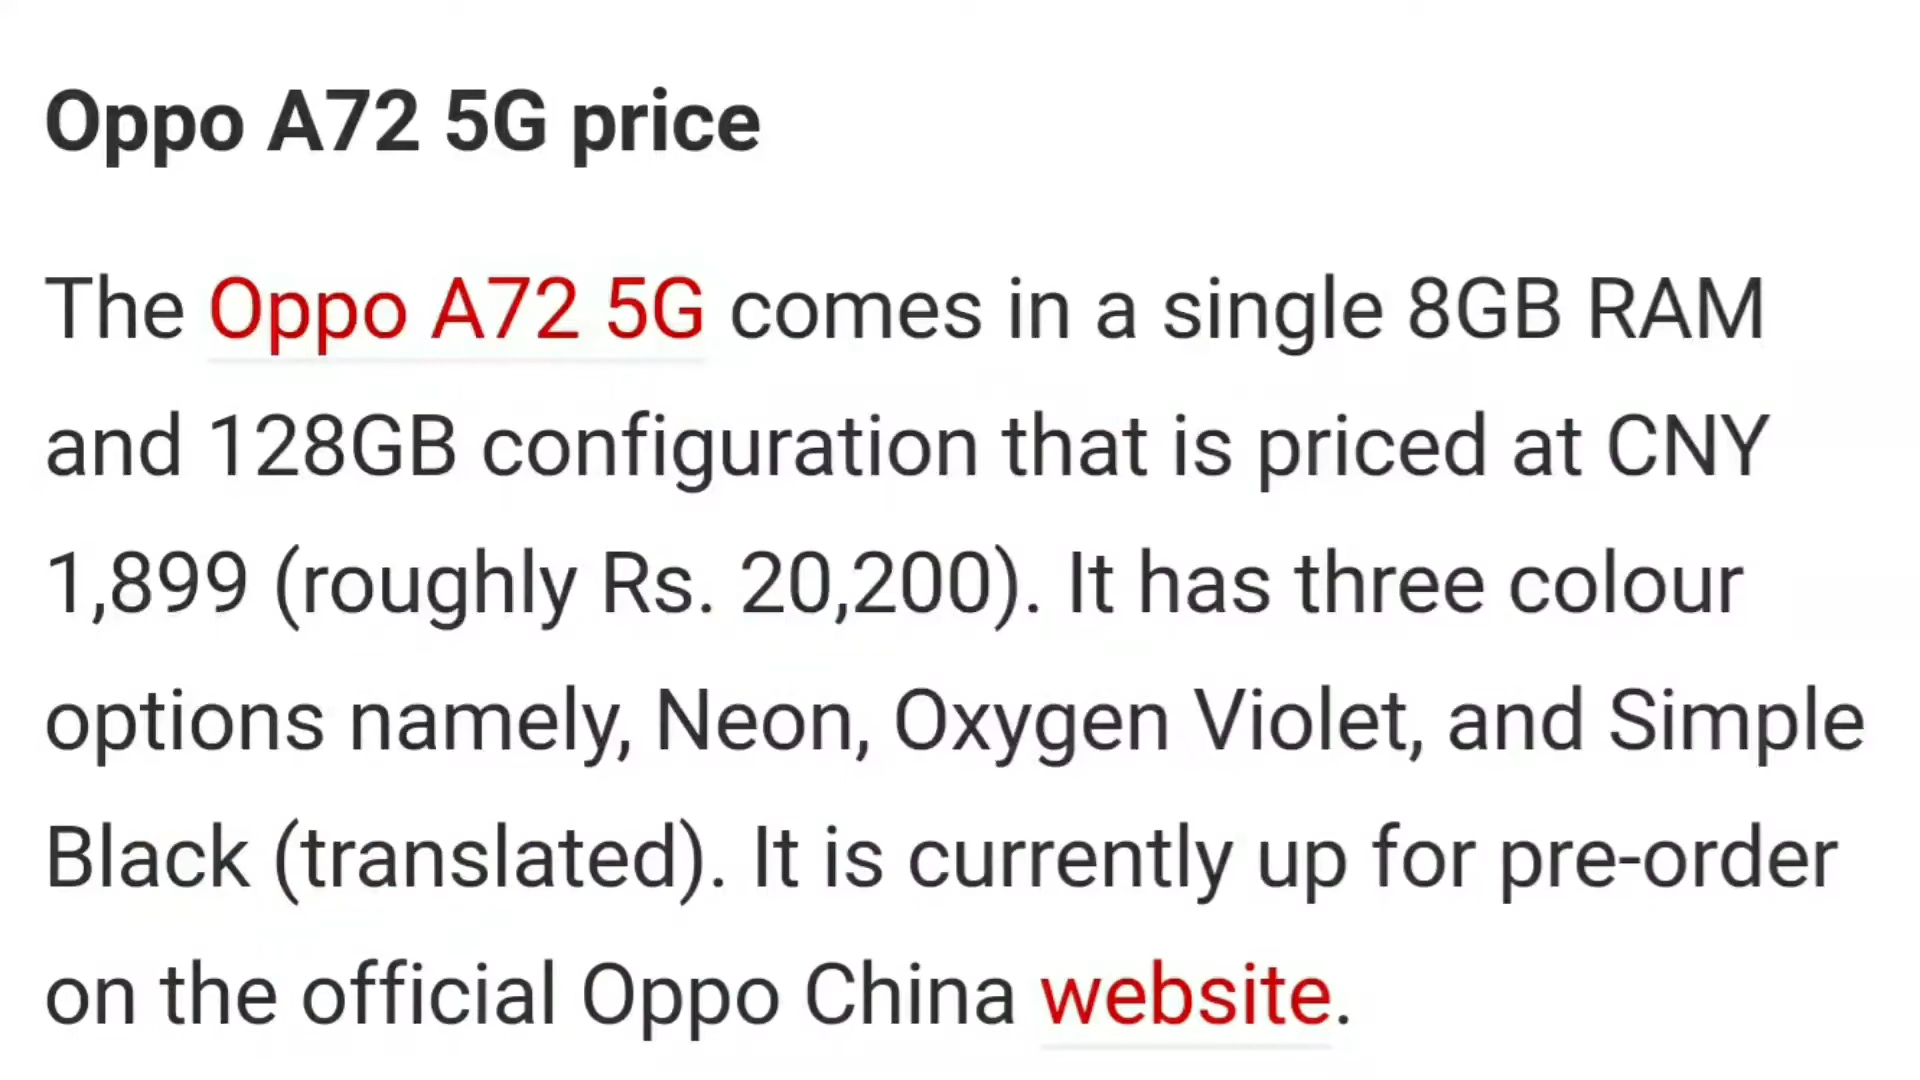 Oppo A72 5G price
The Oppo A72 5G comes in a single 8GB RAM
and 128GB configuration that is priced at CNY
1,899 (roughly Rs. 20,200). It has three colour
options namely, Neon, Oxygen Violet, and Simple
Black (translated). It is currently up for pre-order
on the official Oppo China website.